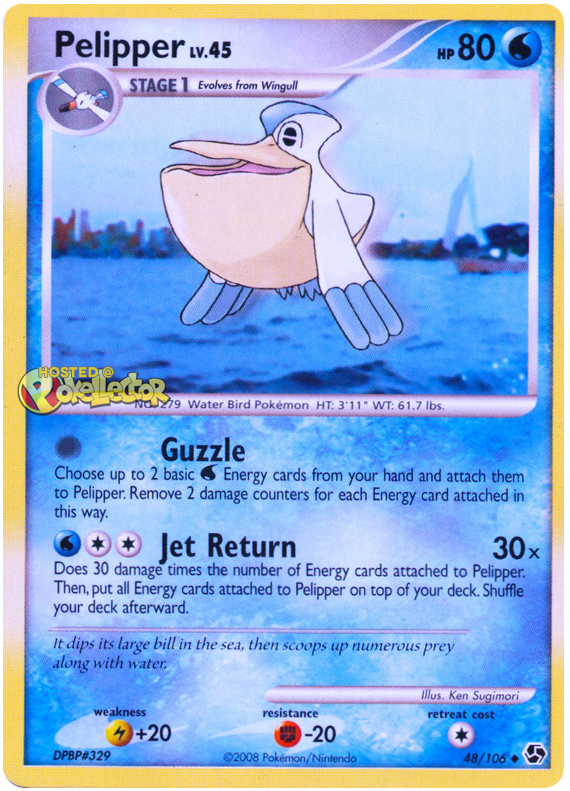 Pelipper LV.45
HP 80
STAGE 1 Evolves from Wingull
HOSTED @
Pokellector
NO. 279 Water Bird Pokémon HT: 3'11" WT: 61.7 lbs.
Guzzle
Choose up to 2 basic Energy cards from your hand and attach them
to Pelipper. Remove 2 damage counters for each Energy card attached in
this way.
Jet Return 30x
Does 30 damage times the number of Energy cards attached to Pelipper.
Then, put all Energy cards attached to Pelipper on top of your deck. Shuffle
your deck afterward.
It dips its large bill in the sea, then scoops up numerous prey
along with water.
Illus. Ken Sugimori
weakness resistance retreat cost
+20 -20
DPBP#329 ©2008 Pokémon/Nintendo 48/106